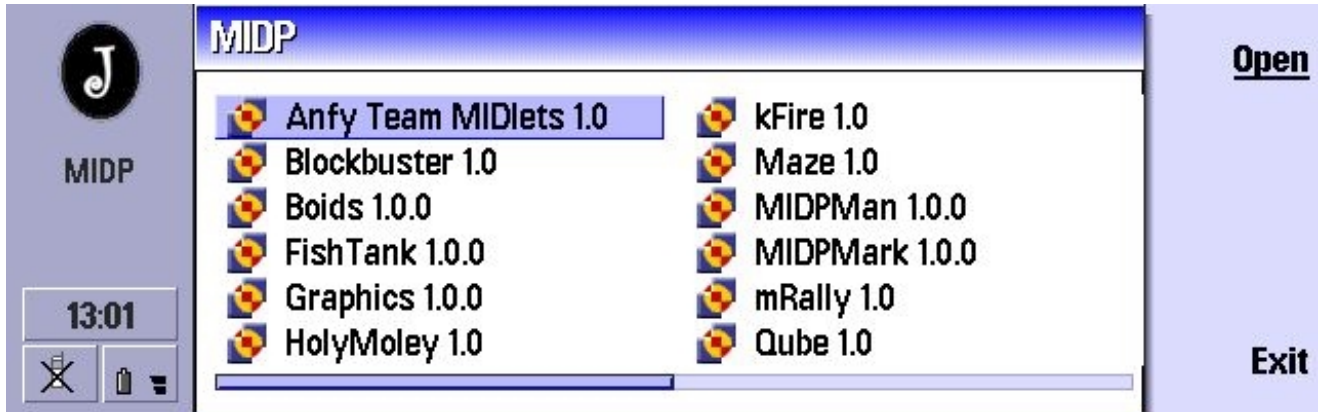 J
MIDP
13:01
MIDP
Anfy Team MIDlets 1.0
Blockbuster 1.0
Boids 1.0.0
FishTank 1.0.0
Graphics 1.0.0
HolyMoley 1.0
kFire 1.0
Maze 1.0
MIDPMan 1.0.0
MIDPMark 1.0.0
mRally 1.0
Qube 1.0
Open
Exit